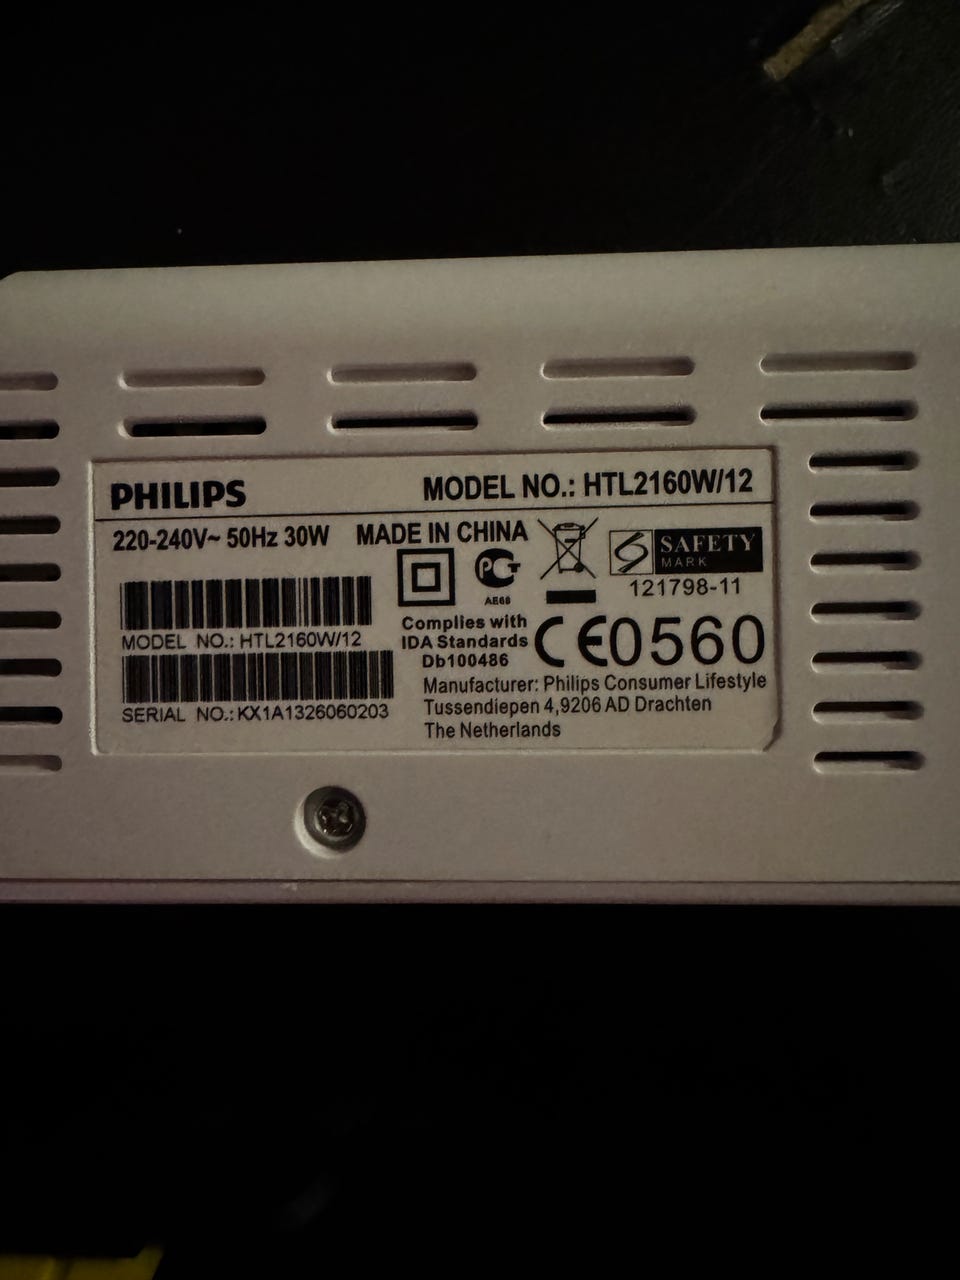 PHILIPS
MODEL NO.: HTL2160W/12
220-240V~ 50Hz 30W
MADE IN CHINA
SAFETY
MARK
121798-11
PG
AE68
MODEL NO.: HTL2160W/12
Complies with
IDA Standards
Db100486
CE0560
SERIAL NO.: KX1A1326060203
Manufacturer: Philips Consumer Lifestyle
Tussendiepen 4,9206 AD Drachten
The Netherlands